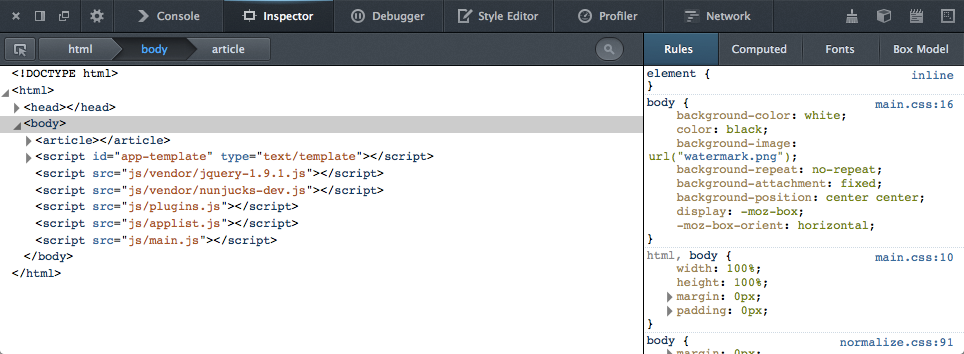 Console Inspector Debugger Style Editor Profiler Network
html body article
Rules Computed Fonts Box Model
<!DOCTYPE html>
<html>
<head></head>
<body>
<article></article>
<script id="app-template" type="text/template"></script>
<script src="js/vendor/jquery-1.9.1.js"></script>
<script src="js/vendor/nunjucks-dev.js"></script>
<script src="js/plugins.js"></script>
<script src="js/applist.js"></script>
<script src="js/main.js"></script>
</body>
</html>
element { inline
}
body { main.css:16
background-color: white;
color: black;
background-image:
url("watermark.png");
background-repeat: no-repeat;
background-attachment: fixed;
background-position: center center;
display: -moz-box;
-moz-box-orient: horizontal;
}
html, body { main.css:10
width: 100%;
height: 100%;
margin: 0px;
padding: 0px;
}
body { normalize.css:91
margin: 0px;